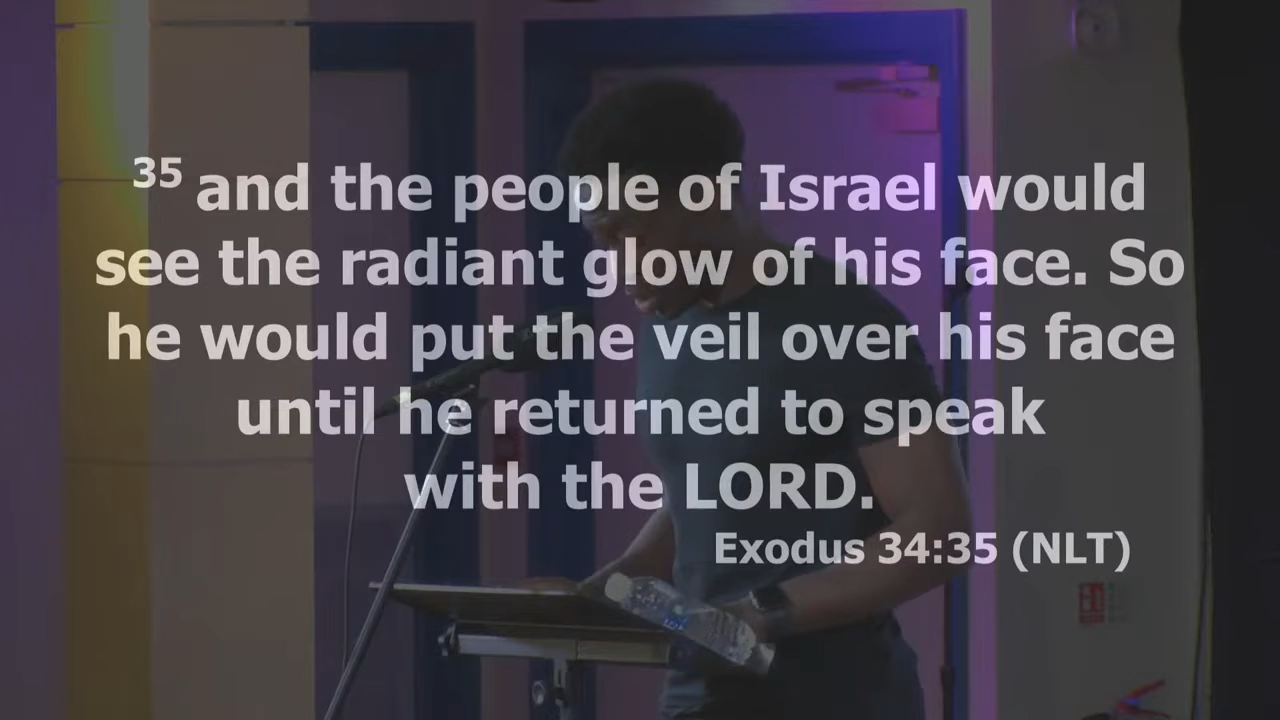 35 and the people of Israel would
see the radiant glow of his face. So
he would put the veil over his face
until he returned to speak
with the LORD.
Exodus 34:35 (NLT)